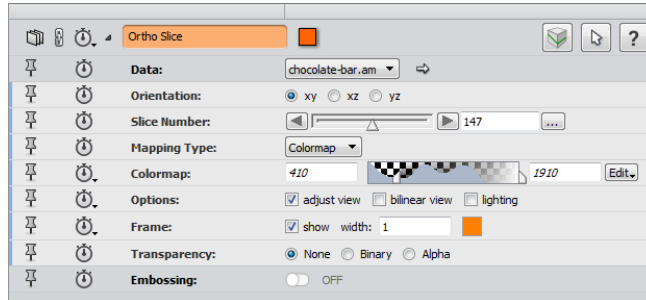 Ortho Slice ?
Data: chocolate-bar.am
Orientation: xy xz yz
Slice Number: 147 ...
Mapping Type: Colormap
Colormap: 410 1910 Edit
Options: adjust view bilinear view lighting
Frame: show width: 1
Transparency: None Binary Alpha
Embossing: OFF